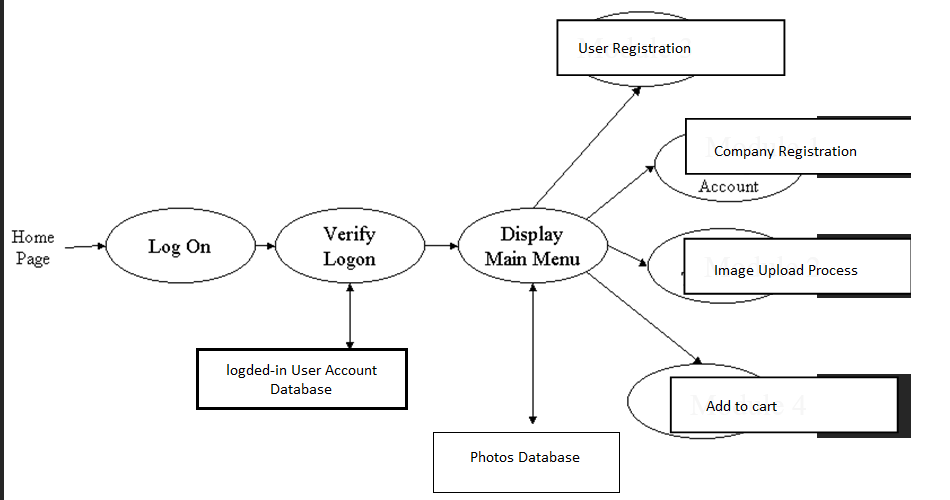 User Registration
Company Registration
Account
Home
Page
Log On
Verify
Logon
Display
Main Menu
Image Upload Process
logded-in User Account
Database
Add to cart
4
Photos Database